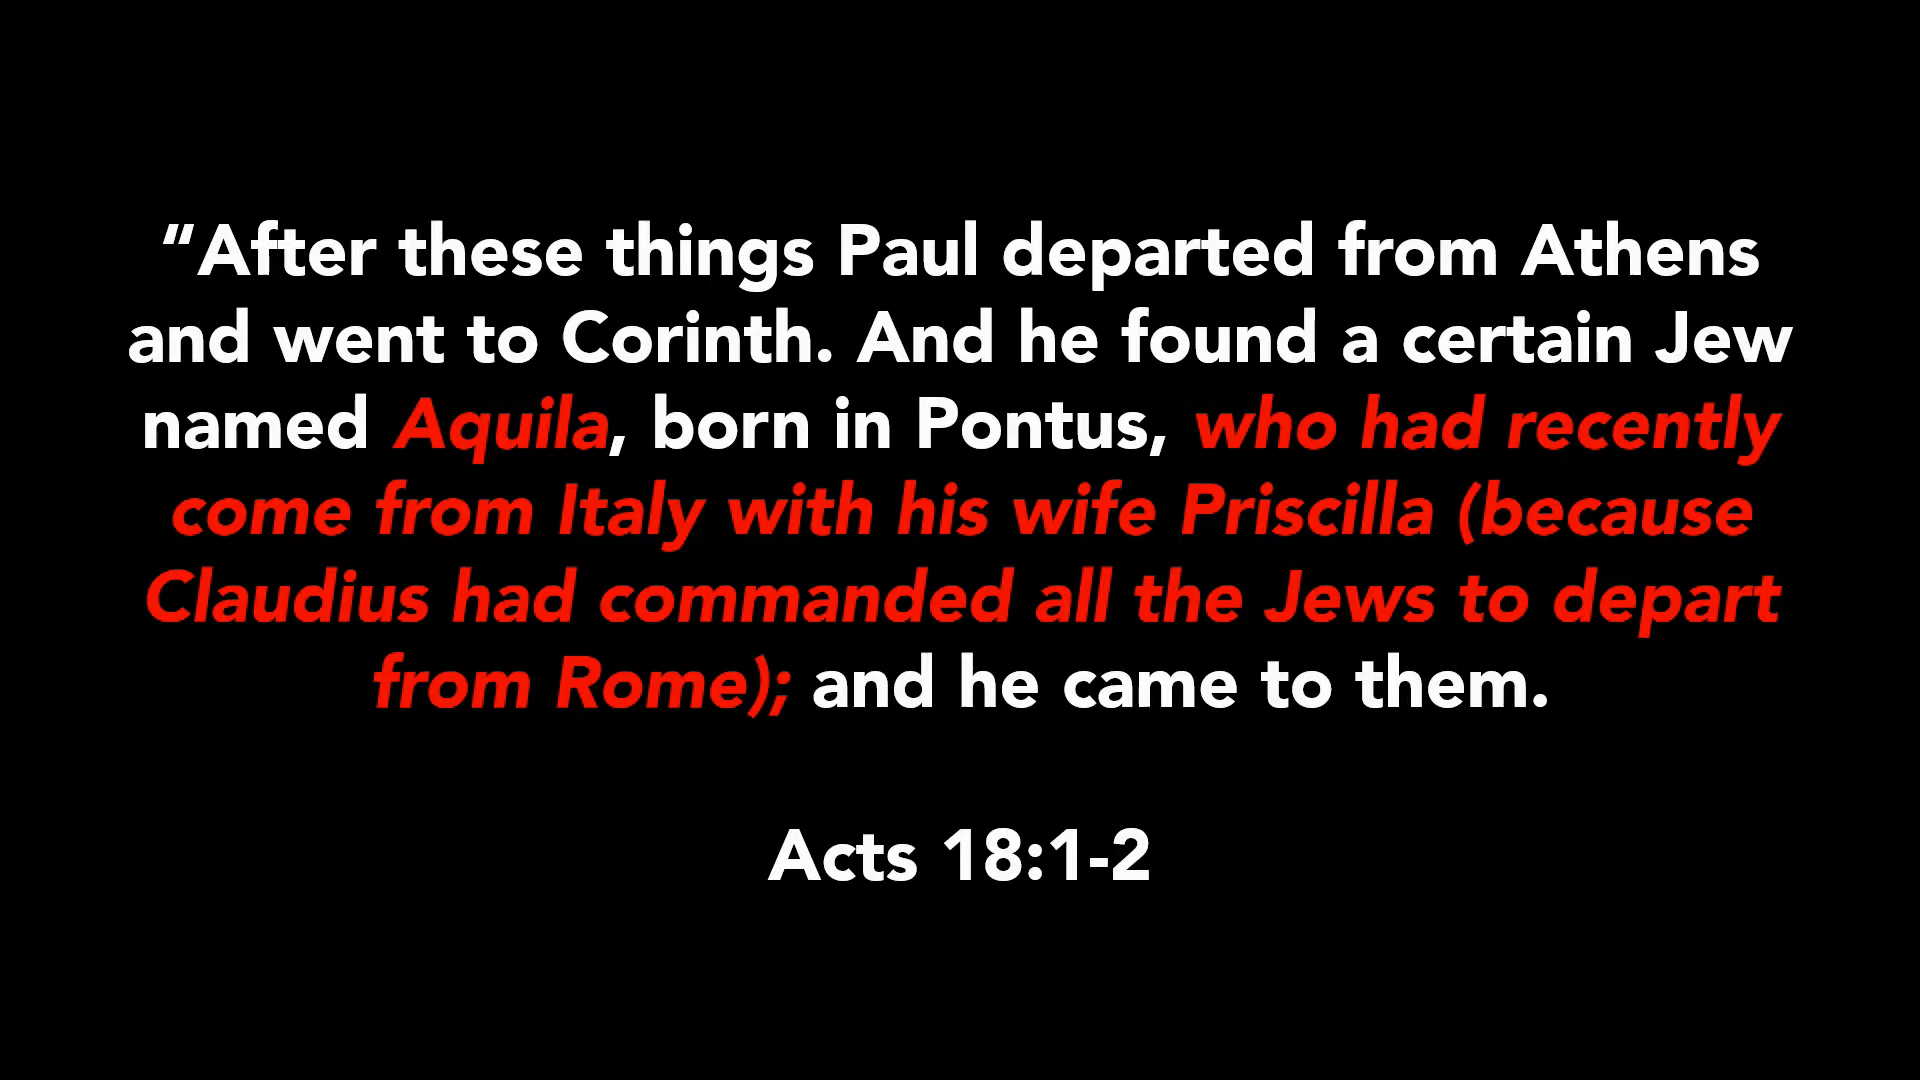 “After these things Paul departed from Athens
and went to Corinth. And he found a certain Jew
named Aquila, born in Pontus, who had recently
come from Italy with his wife Priscilla (because
Claudius had commanded all the Jews to depart
from Rome); and he came to them.
Acts 18:1-2